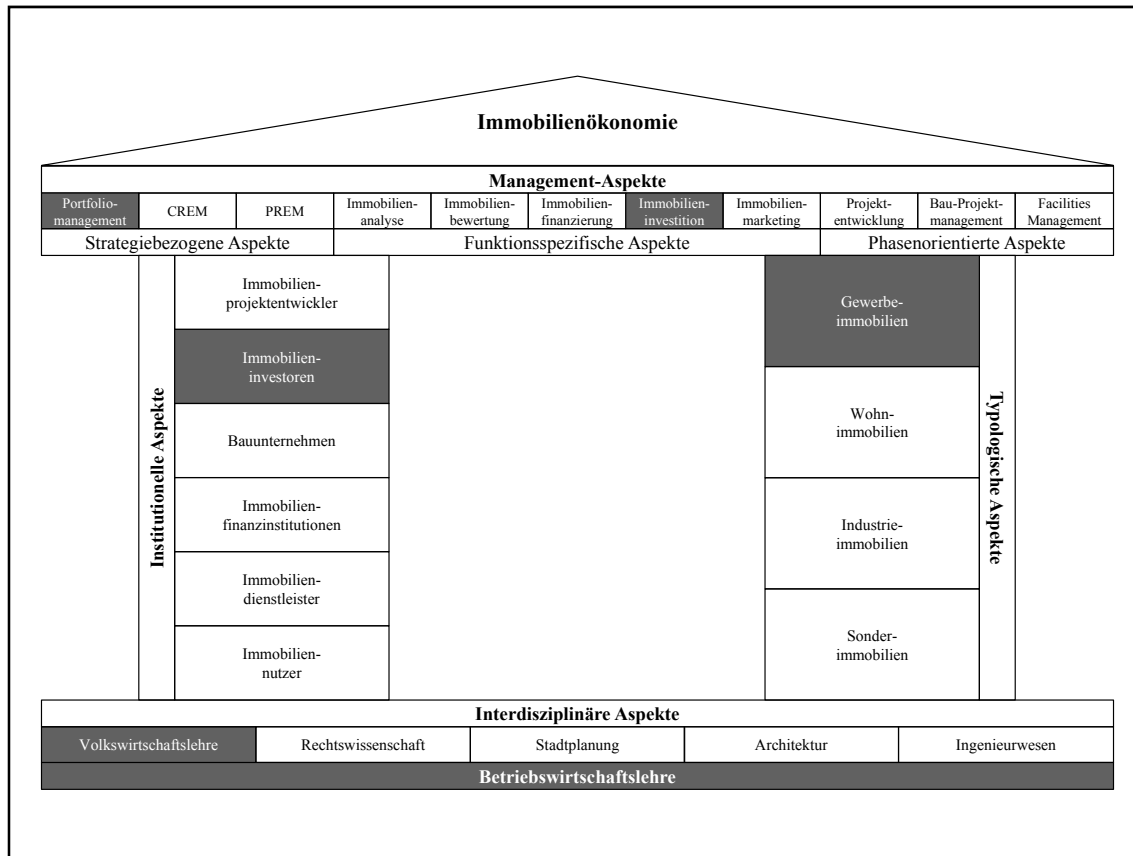 Immobilienökonomie
Management-Aspekte
Portfolio-
management
CREM
PREM
Immobilien-
analyse
Immobilien-
bewertung
Immobilien-
finanzierung
Immobilien-
investition
Immobilien-
marketing
Projekt-
entwicklung
Bau-Projekt-
management
Facilities
Management
Strategiebezogene Aspekte
Funktionsspezifische Aspekte
Phasenorientierte Aspekte
Institutionelle Aspekte
Immobilien-
projektentwickler
Immobilien-
investoren
Bauunternehmen
Immobilien-
finanzinstitutionen
Immobilien-
dienstleister
Immobilien-
nutzer
Gewerbe-
immobilien
Wohn-
immobilien
Industrie-
immobilien
Sonder-
immobilien
Typologische Aspekte
Interdisziplinäre Aspekte
Volkswirtschaftslehre
Rechtswissenschaft
Stadtplanung
Architektur
Ingenieurwesen
Betriebswirtschaftslehre